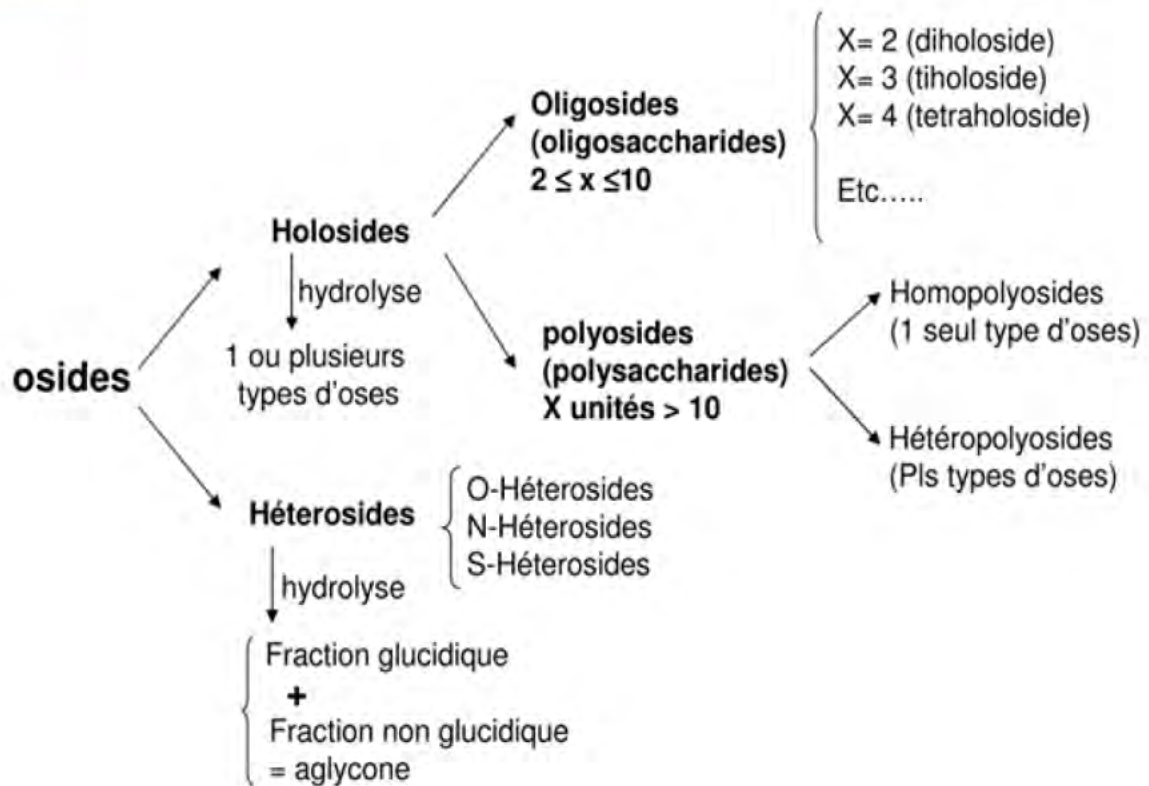 X= 2 (diholoside)
X= 3 (tiholoside)
X= 4 (tetraholoside)
Etc.....
Oligosides
(oligosaccharides)
2 ≤ x ≤10
Holosides
hydrolyse
1 ou plusieurs
types d'oses
osides
polyosides
(polysaccharides)
X unités > 10
Homopolyosides
(1 seul type d'oses)
Hétéropolyosides
(Pls types d'oses)
Héterosides
O-Héterosides
N-Héterosides
S-Héterosides
hydrolyse
Fraction glucidique
+
Fraction non glucidique
= aglycone